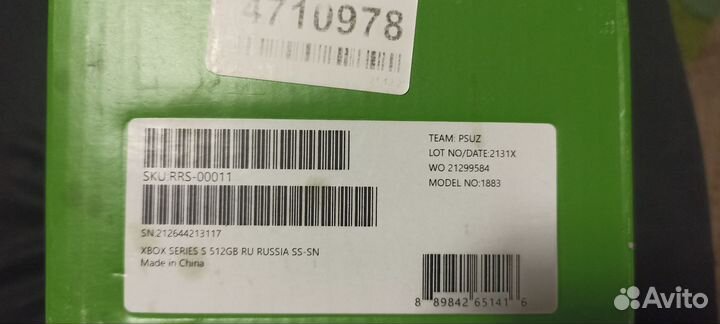 4710978
SKU:RRS-00011
SN:212644213117
XBOX SERIES S 512GB RU RUSSIA SS-SN
Made in China
TEAM: PSUZ
LOT NO/DATE:2131X
WO 21299584
MODEL NO:1883
8 89842 65141 6
Avito